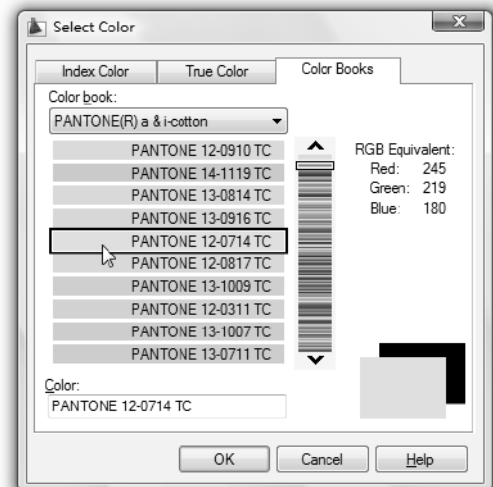 Select Color
Index Color
True Color
Color Books
Color book:
PANTONE(R) a & i-cotton
PANTONE 12-0910 TC
PANTONE 14-1119 TC
PANTONE 13-0814 TC
PANTONE 13-0916 TC
PANTONE 12-0714 TC
PANTONE 12-0817 TC
PANTONE 13-1009 TC
PANTONE 12-0311 TC
PANTONE 13-1007 TC
PANTONE 13-0711 TC
RGB Equivalent:
Red: 245
Green: 219
Blue: 180
Color:
PANTONE 12-0714 TC
OK
Cancel
Help